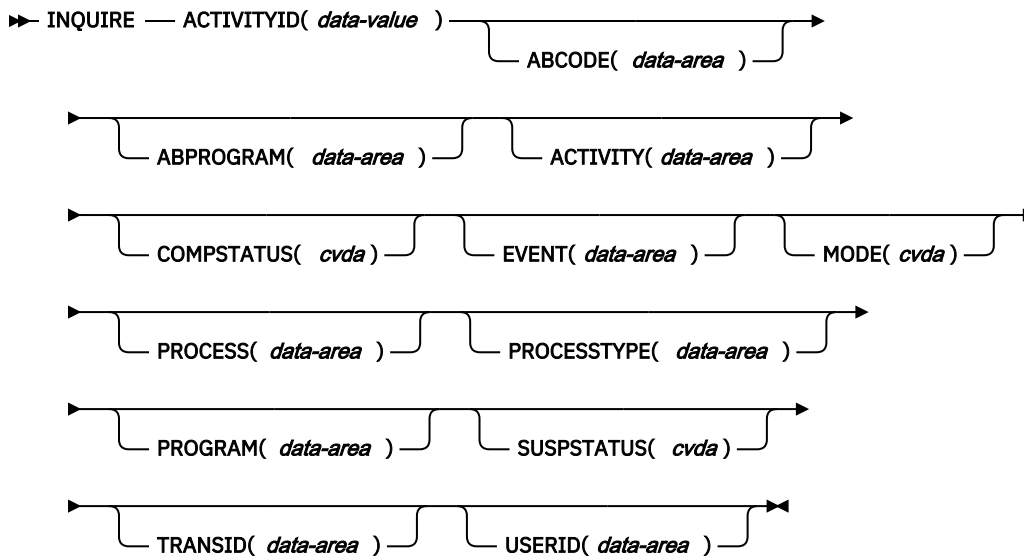 INQUIRE ACTIVITYID( data-value )
ABCODE( data-area )
ABPROGRAM( data-area ) ACTIVITY( data-area )
COMPSTATUS( cvda ) EVENT( data-area ) MODE( cvda )
PROCESS( data-area ) PROCESSTYPE( data-area )
PROGRAM( data-area ) SUSPSTATUS( cvda )
TRANSID( data-area ) USERID( data-area )